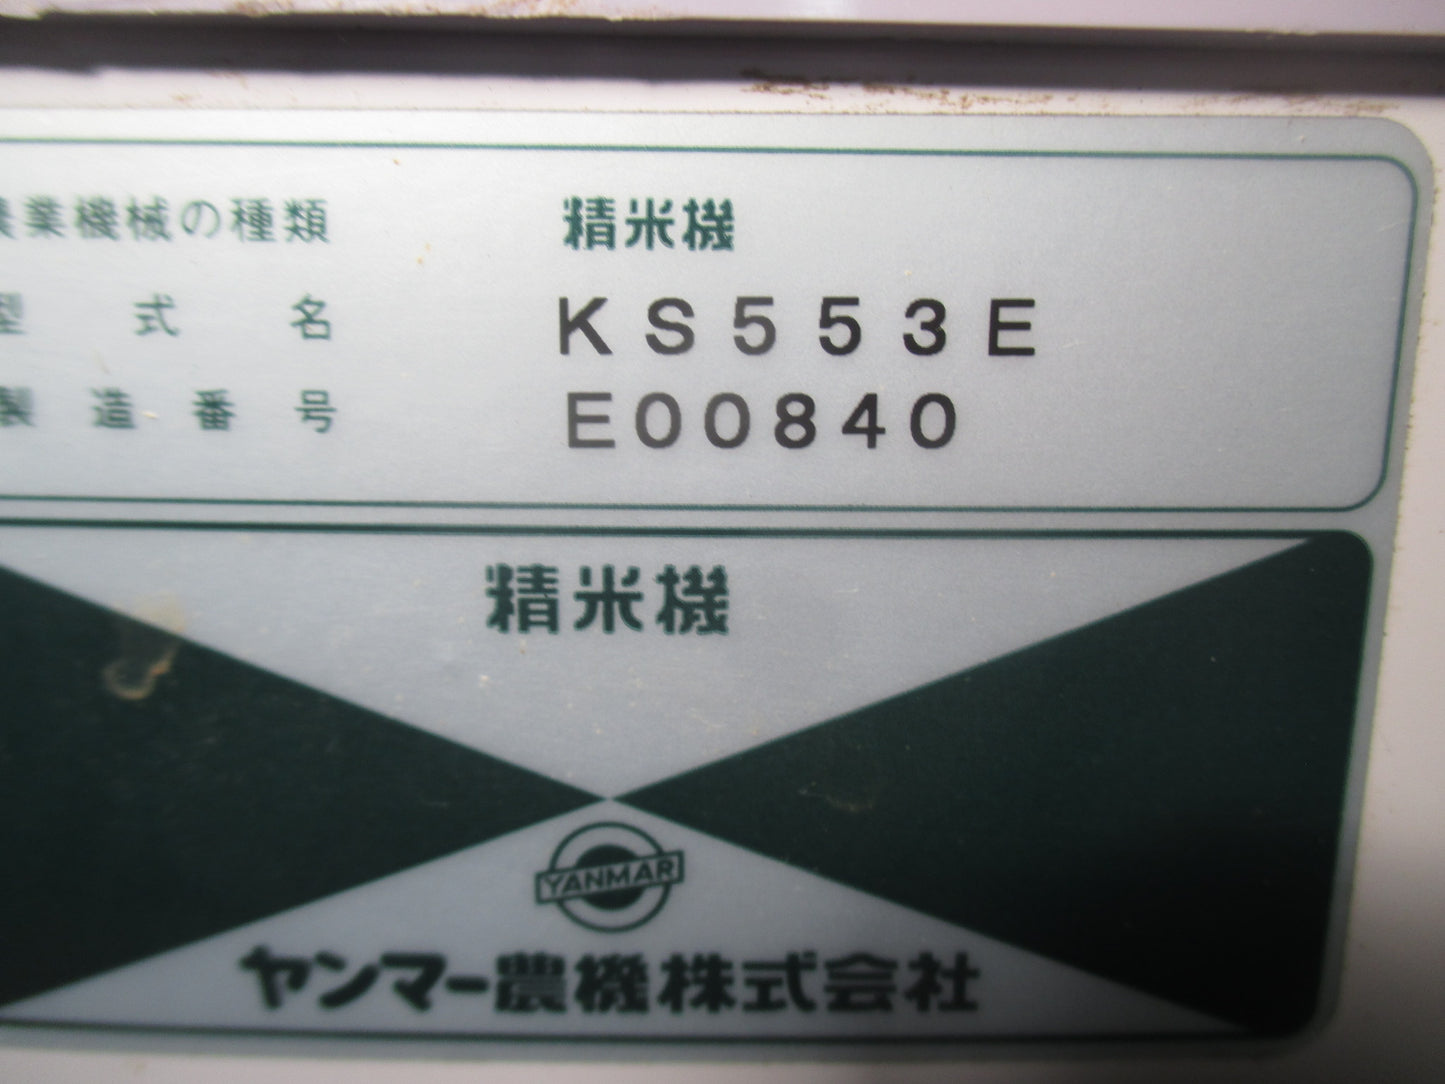 農業機械の種類 精米機
型式名 KS553E
製造番号 E00840
精米機
YANMAR
ヤンマー農機株式会社